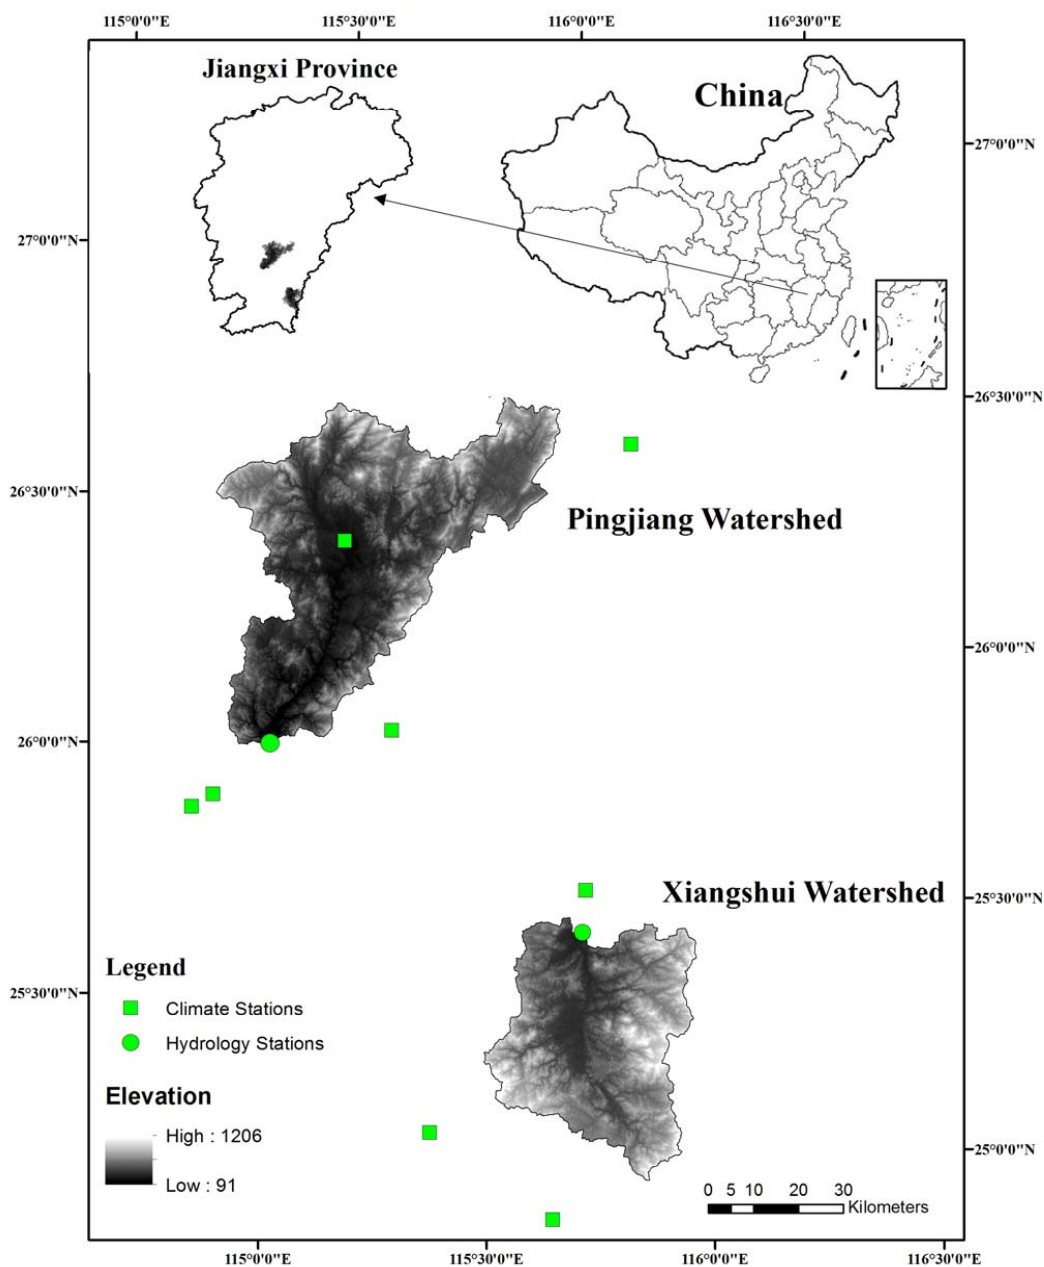 115°0'0"E
115°30'0"E
116°0'0"E
116°30'0"E
Jiangxi Province
China
27°0'0"N
27°0'0"N
26°30'0"N
26°30'0"N
Pingjiang Watershed
26°0'0"N
26°0'0"N
Xiangshui Watershed
25°30'0"N
Legend
25°30'0"N
Climate Stations
Hydrology Stations
Elevation
High : 1206
Low : 91
25°0'0"N
0 5 10 20 30
Kilometers
115°0'0"E
115°30'0"E
116°0'0"E
116°30'0"E